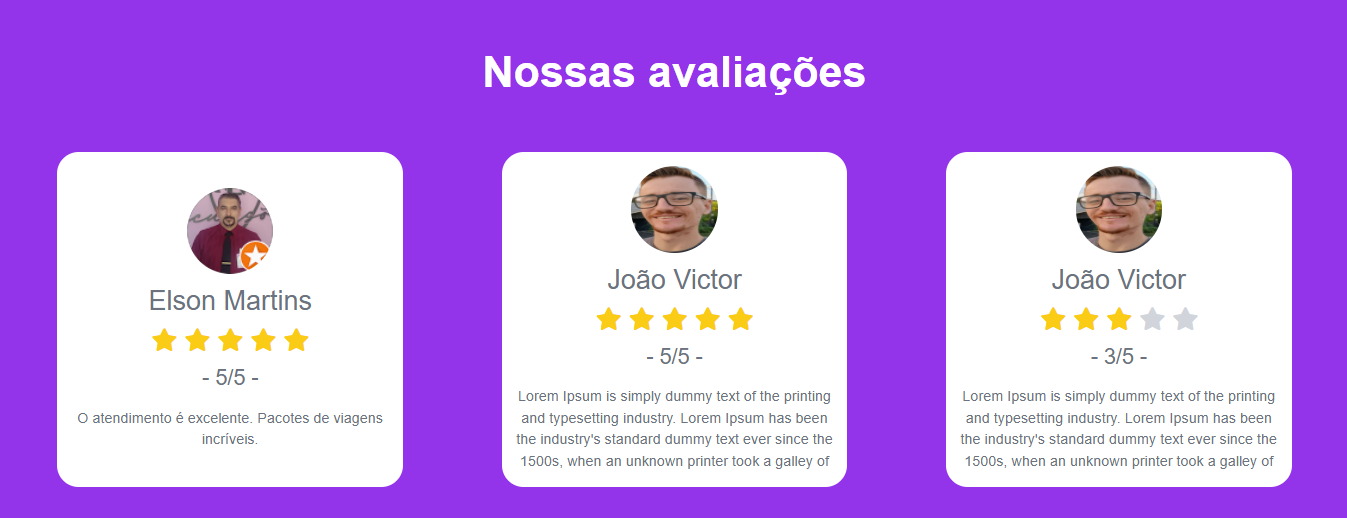 Nossas avaliações
Elson Martins
- 5/5 -
O atendimento é excelente. Pacotes de viagens
incríveis.
João Victor
- 5/5 -
Lorem Ipsum is simply dummy text of the printing
and typesetting industry. Lorem Ipsum has been
the industry's standard dummy text ever since the
1500s, when an unknown printer took a galley of
João Victor
- 3/5 -
Lorem Ipsum is simply dummy text of the printing
and typesetting industry. Lorem Ipsum has been
the industry's standard dummy text ever since the
1500s, when an unknown printer took a galley of